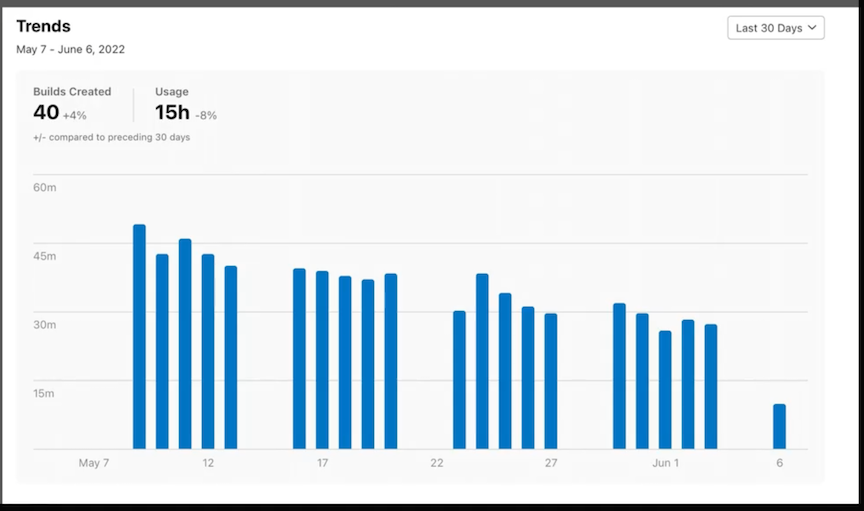 Trends
Last 30 Days
May 7 - June 6, 2022
Builds Created
Usage
40 +4%
15h -8%
+/- compared to preceding 30 days
60m
45m
30m
15m
May 7 12 17 22 27 Jun 1 6